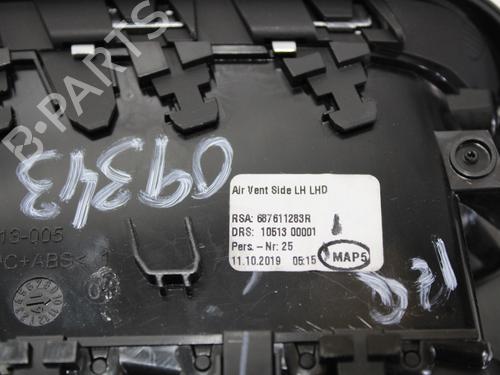 B-PARTS
09343
Air Vent Side LH LHD
RSA: 687611283R
DRS: 10513 00001
Pers. - Nr: 25
11.10.2019 05:15 MAP5
13-005
C+ABS< 1